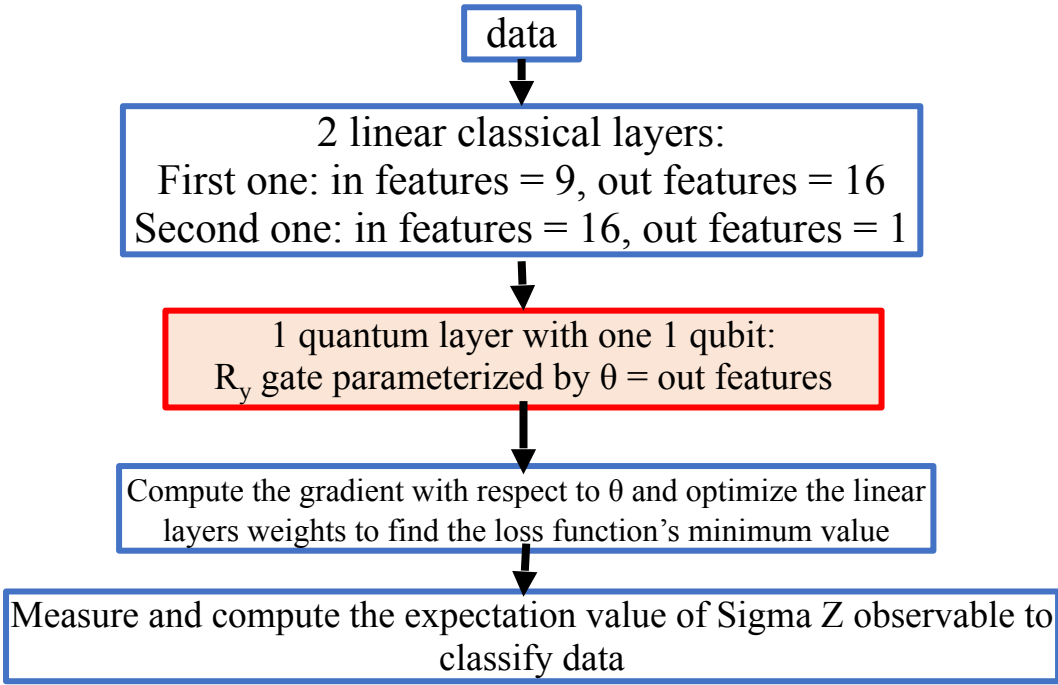 data
2 linear classical layers:
First one: in features = 9, out features = 16
Second one: in features = 16, out features = 1
1 quantum layer with one 1 qubit:
R_y gate parameterized by θ = out features
Compute the gradient with respect to θ and optimize the linear
layers weights to find the loss function’s minimum value
Measure and compute the expectation value of Sigma Z observable to
classify data